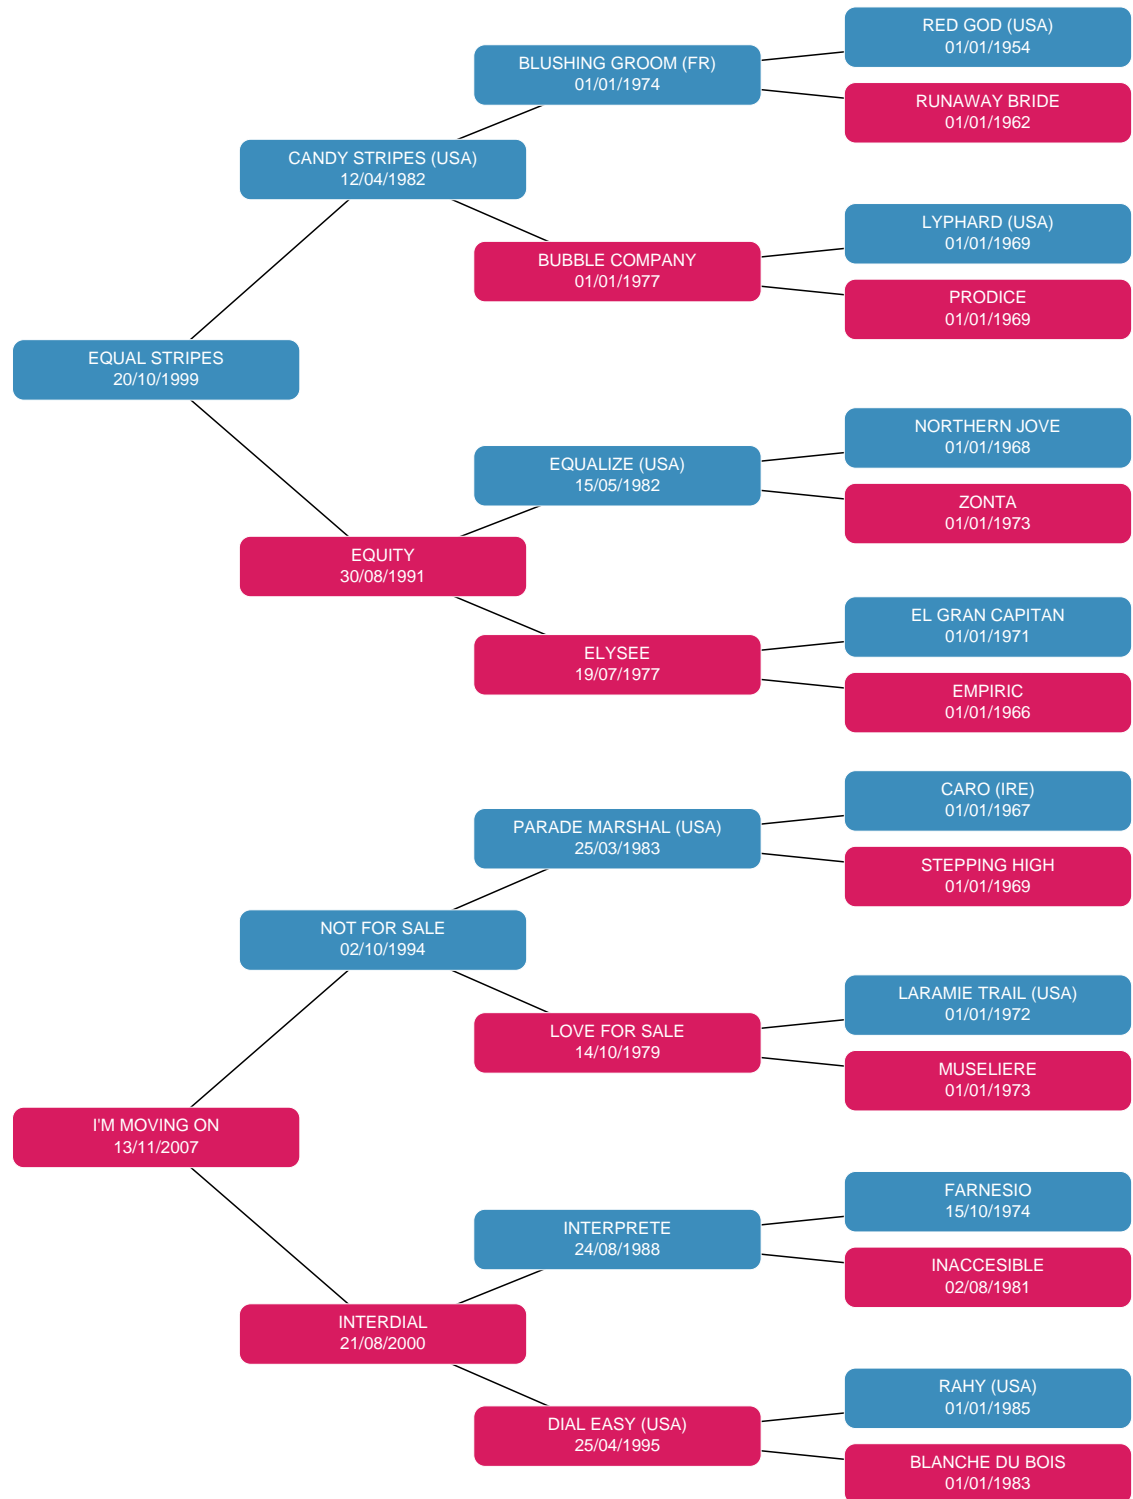 RED GOD (USA)
01/01/1954
BLUSHING GROOM (FR)
01/01/1974
RUNAWAY BRIDE
01/01/1962
CANDY STRIPES (USA)
12/04/1982
LYPHARD (USA)
01/01/1969
BUBBLE COMPANY
01/01/1977
PRODICE
01/01/1969
EQUAL STRIPES
20/10/1999
NORTHERN JOVE
01/01/1968
EQUALIZE (USA)
15/05/1982
ZONTA
01/01/1973
EQUITY
30/08/1991
EL GRAN CAPITAN
01/01/1971
ELYSEE
19/07/1977
EMPIRIC
01/01/1966
CARO (IRE)
01/01/1967
PARADE MARSHAL (USA)
25/03/1983
STEPPING HIGH
01/01/1969
NOT FOR SALE
02/10/1994
LARAMIE TRAIL (USA)
01/01/1972
LOVE FOR SALE
14/10/1979
MUSELIERE
01/01/1973
I'M MOVING ON
13/11/2007
FARNESIO
15/10/1974
INTERPRETE
24/08/1988
INACCESIBLE
02/08/1981
INTERDIAL
21/08/2000
RAHY (USA)
01/01/1985
DIAL EASY (USA)
25/04/1995
BLANCHE DU BOIS
01/01/1983